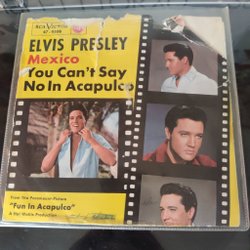 RCA VICTOR
ELVIS PRESLEY
Mexico
You Can't Say
No In Acapulco
From the Paramount-Picture
"Fun In Acapulco"
A Hal Wallis Production